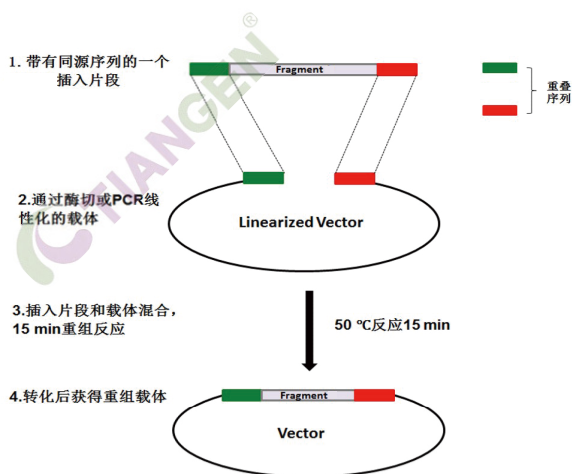 1. 带有同源序列的一个
插入片段
Fragment
重叠
序列
TIANGEN®
2.通过酶切或PCR线
性化的载体
Linearized Vector
3.插入片段和载体混合，
15 min重组反应
50 ℃反应15 min
4.转化后获得重组载体
Fragment
Vector